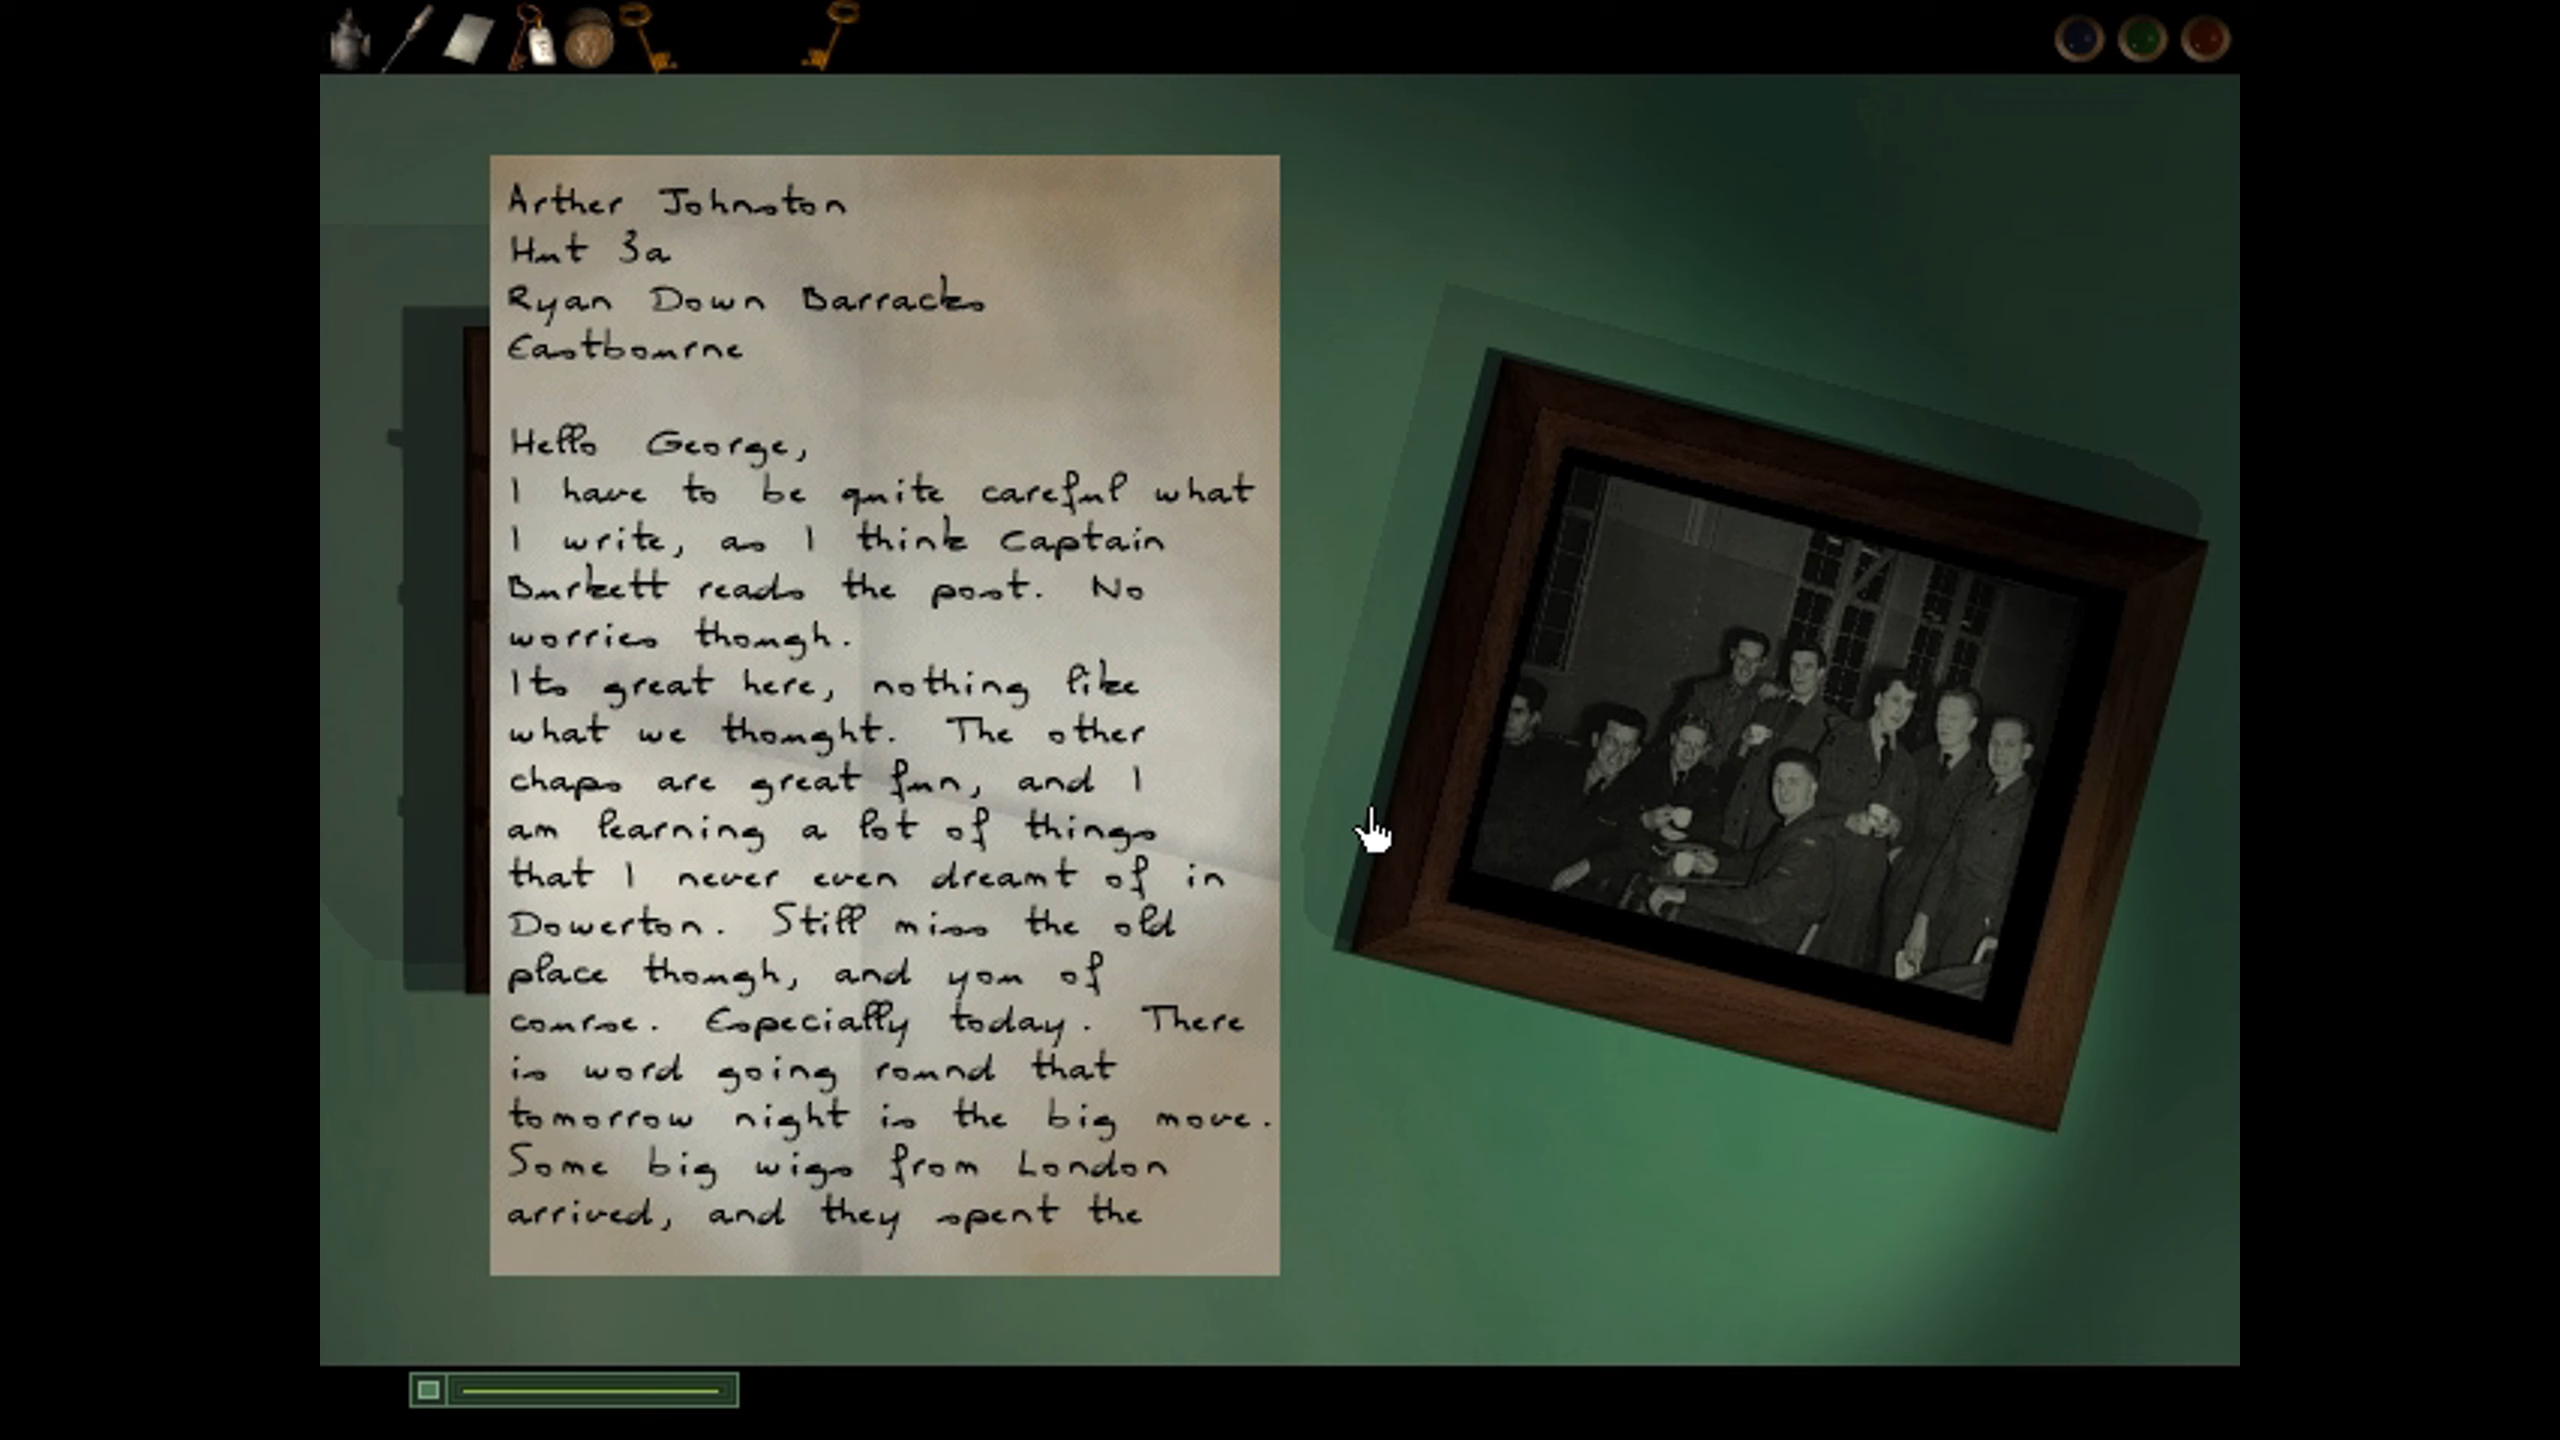 Arther Johnston
Hut 3a
Ryan Down Barracks
Eastbourne
Hello George,
I have to be quite careful what
I write, as I think Captain
Burkett reads the post. No
worries though.
Its great here, nothing like
what we thought. The other
chaps are great fun, and I
am learning a lot of things
that I never even dreamt of in
Dowerton. Still miss the old
place though, and you of
course. Especially today. There
is word going round that
tomorrow night is the big move.
Some big wigs from London
arrived, and they spent the